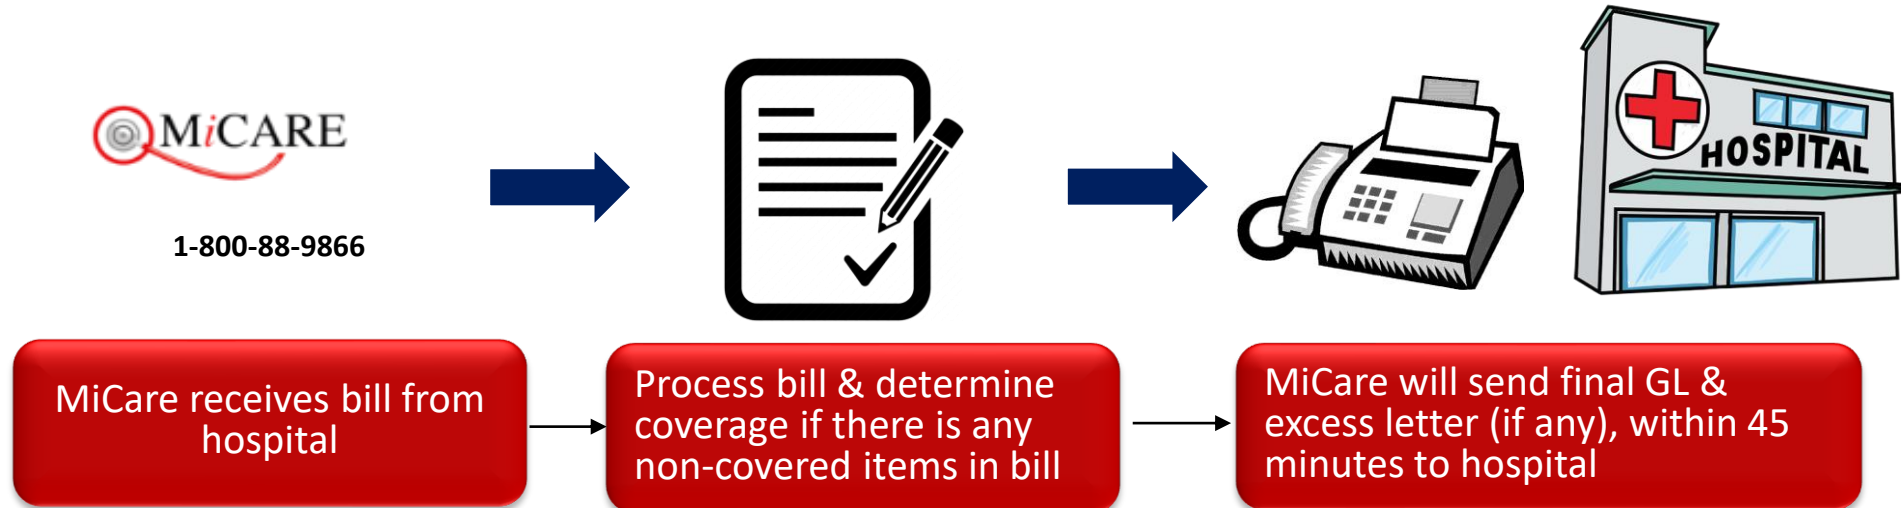 MiCARE
1-800-88-9866
HOSPITAL
MiCare receives bill from
hospital
Process bill & determine
coverage if there is any
non-covered items in bill
MiCare will send final GL &
excess letter (if any), within 45
minutes to hospital